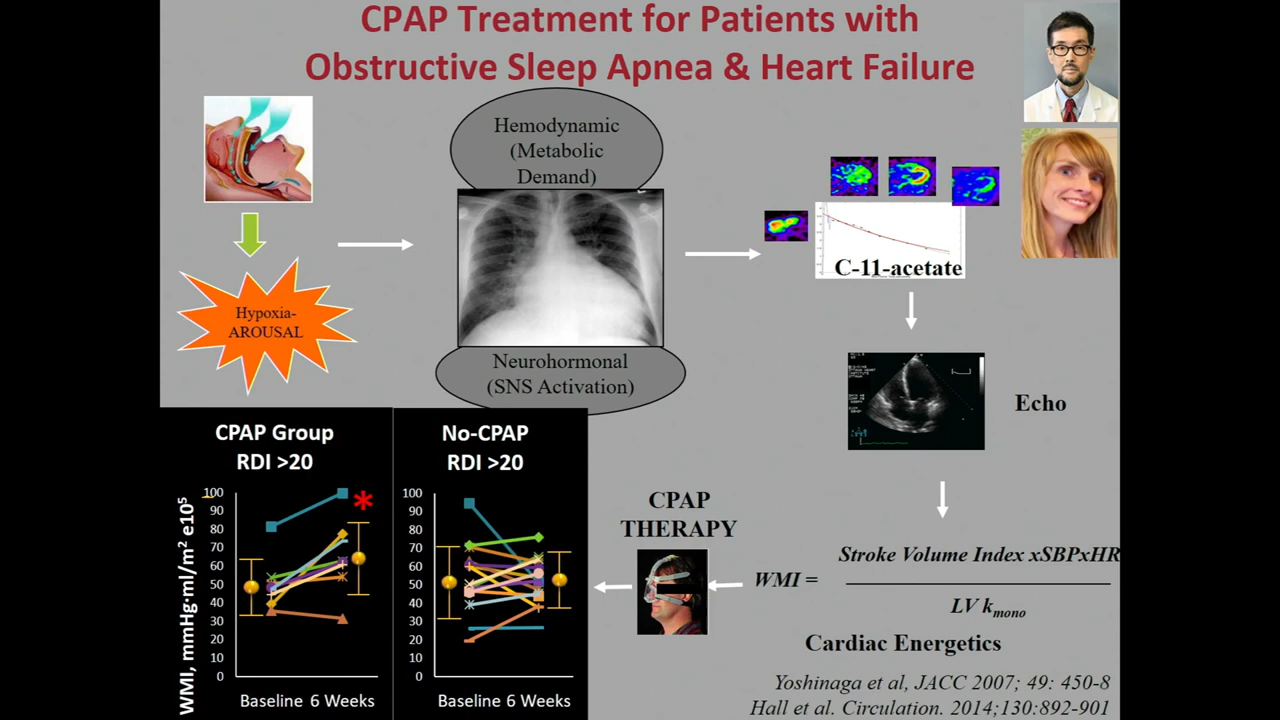 CPAP Treatment for Patients with
Obstructive Sleep Apnea & Heart Failure
Hemodynamic
(Metabolic
Demand)
Hypoxia-
AROUSAL
Neurohormonal
(SNS Activation)
C-11-acetate
Echo
CPAP Group
RDI >20
No-CPAP
RDI >20
WMI, mmHg·ml/m² e10⁵
100
90
80
70
60
50
40
30
20
10
0
Baseline 6 Weeks
*
100
90
80
70
60
50
40
30
20
10
0
Baseline 6 Weeks
CPAP
THERAPY
Stroke Volume Index xSBPxHR
WMI =
LV kmono
Cardiac Energetics
Yoshinaga et al, JACC 2007; 49: 450-8
Hall et al. Circulation. 2014;130:892-901